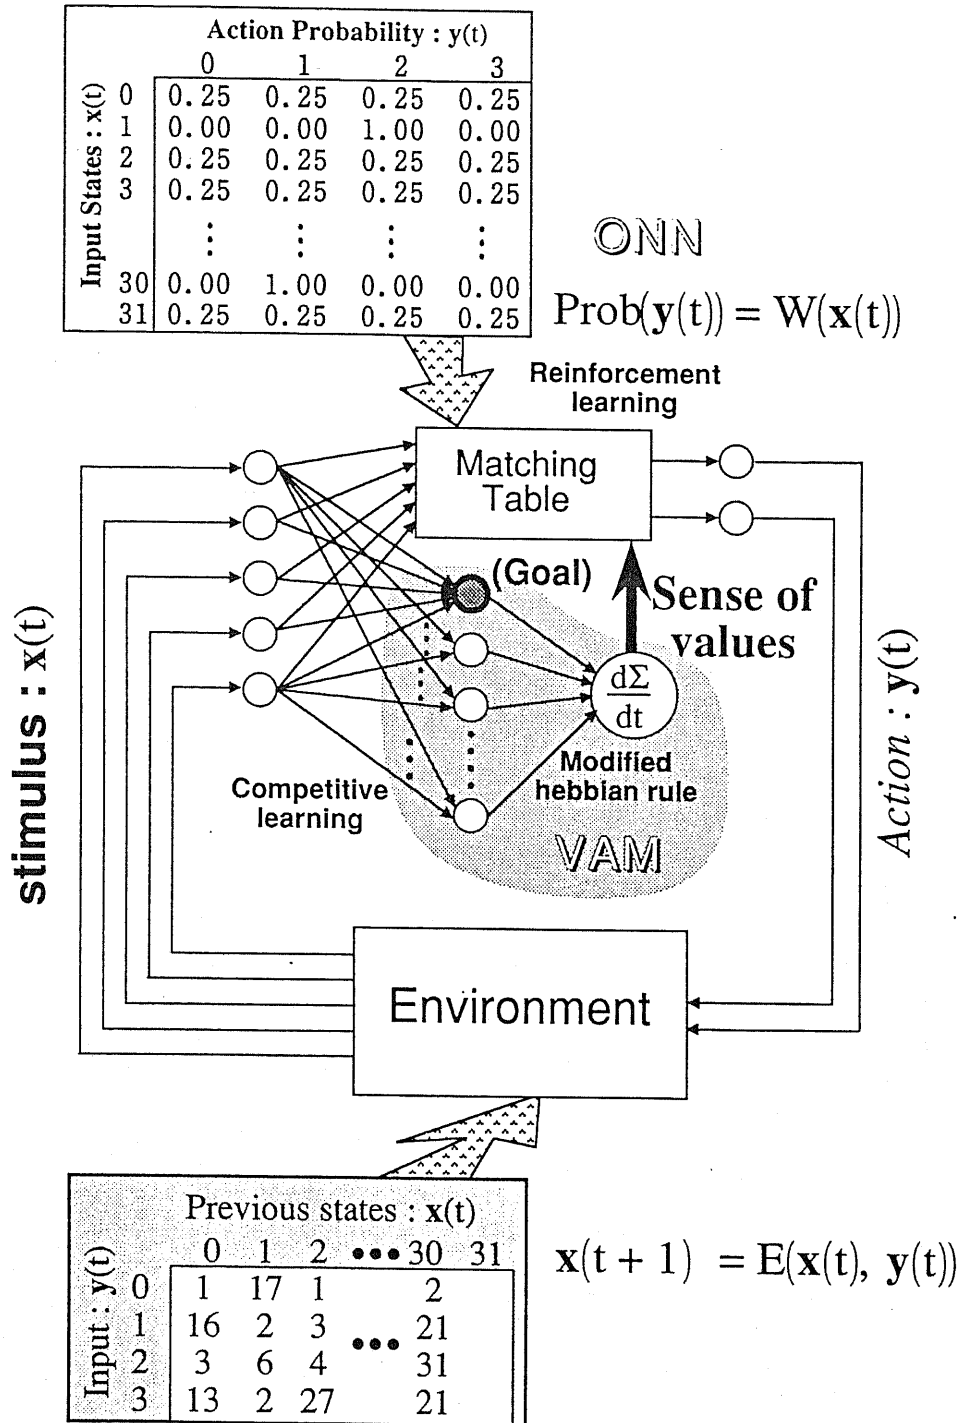 Action Probability : y(t)
0 1 2 3
Input States : x(t)
0 0.25 0.25 0.25 0.25
1 0.00 0.00 1.00 0.00
2 0.25 0.25 0.25 0.25
3 0.25 0.25 0.25 0.25
⋮ ⋮ ⋮ ⋮
30 0.00 1.00 0.00 0.00
31 0.25 0.25 0.25 0.25
ONN
Prob(y(t)) = W(x(t))
Reinforcement
learning
Matching
Table
(Goal)
Sense of
values
dΣ
dt
Modified
hebbian rule
Competitive
learning
VAM
stimulus : x(t)
Action : y(t)
Environment
Previous states : x(t)
0 1 2 ••• 30 31
Input : y(t)
0 1 17 1 2
1 16 2 3 ••• 21
2 3 6 4 31
3 13 2 27 21
x(t + 1) = E(x(t), y(t))